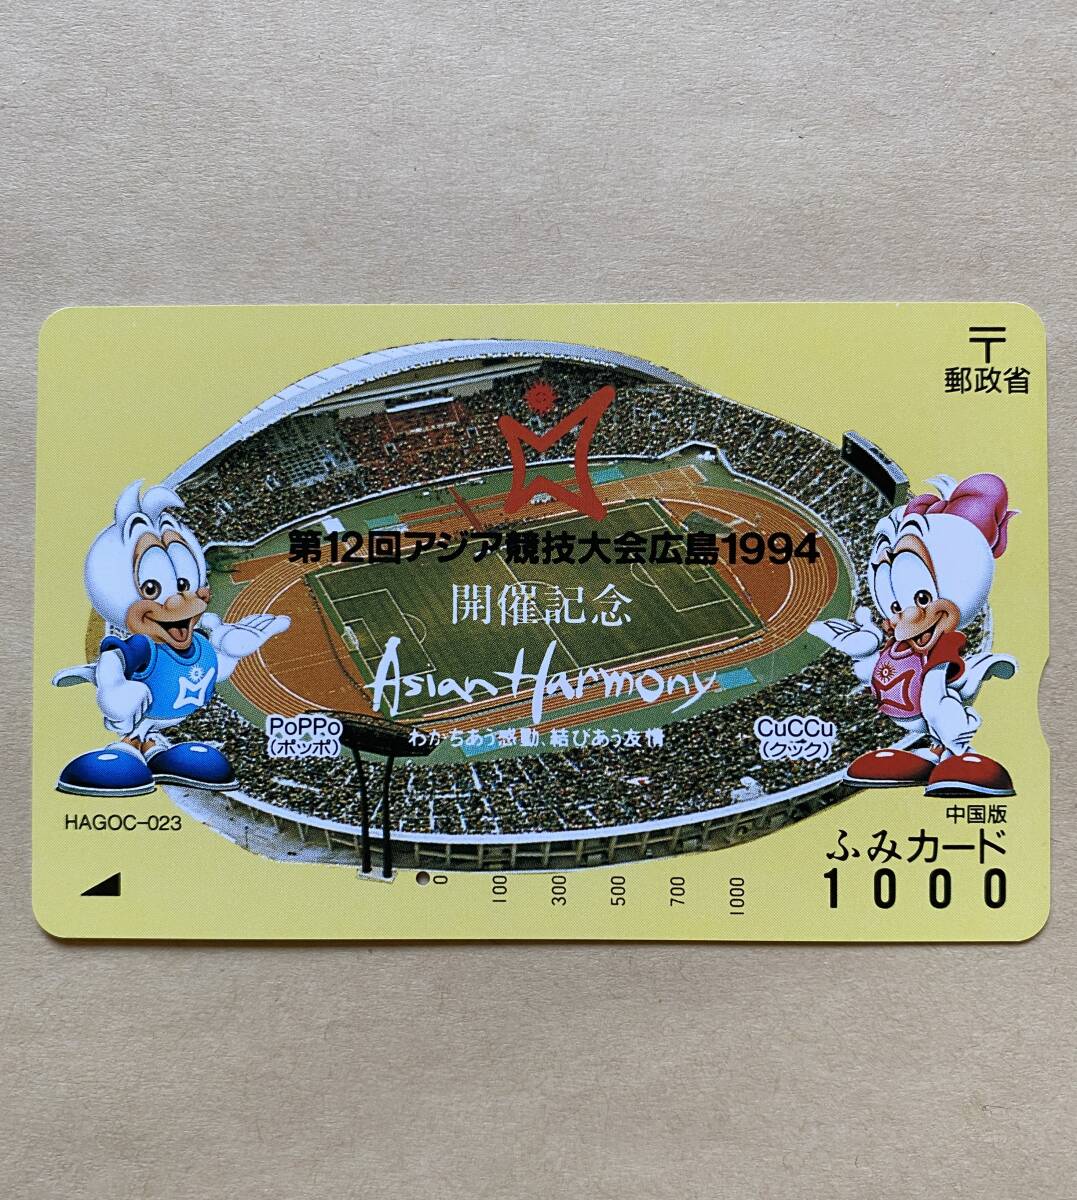 〒
郵政省
第12回アジア競技大会広島1994
開催記念
Asian Harmony
わかちあう感動、結びあう友情
PoPPo
(ポッポ)
CuCCu
(クック)
HAGOC-023
中国版
ふみカード
1000
0 100 300 500 700 1000